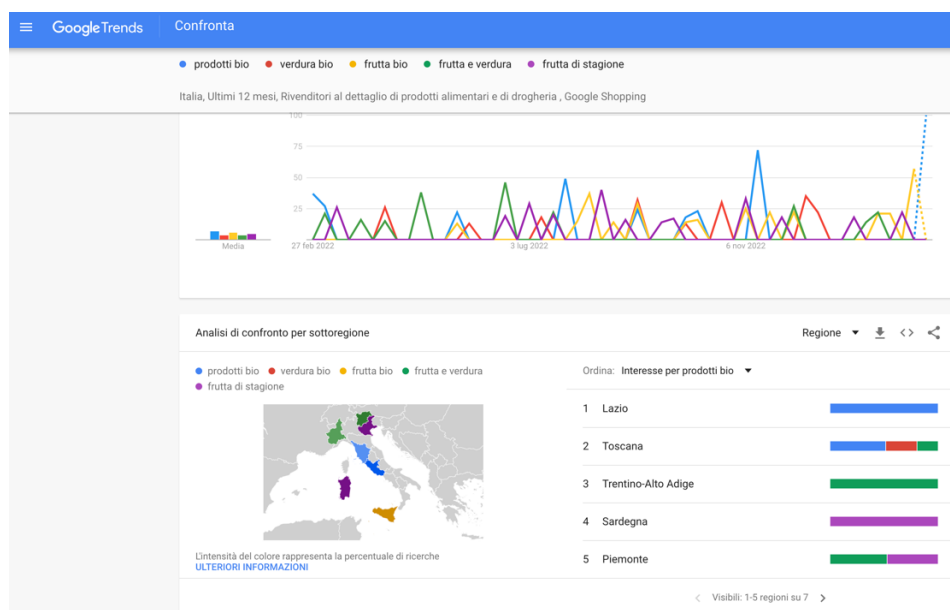 Google Trends Confronta
prodotti bio verdura bio frutta bio frutta e verdura frutta di stagione
Italia, Ultimi 12 mesi, Rivenditori al dettaglio di prodotti alimentari e di drogheria , Google Shopping
100
75
50
25
Media 27 feb 2022 3 lug 2022 6 nov 2022
Analisi di confronto per sottoregione Regione
prodotti bio verdura bio frutta bio frutta e verdura
frutta di stagione
Ordina: Interesse per prodotti bio
1 Lazio
2 Toscana
3 Trentino-Alto Adige
4 Sardegna
5 Piemonte
L'intensità del colore rappresenta la percentuale di ricerche
ULTERIORI INFORMAZIONI
Visibili: 1-5 regioni su 7